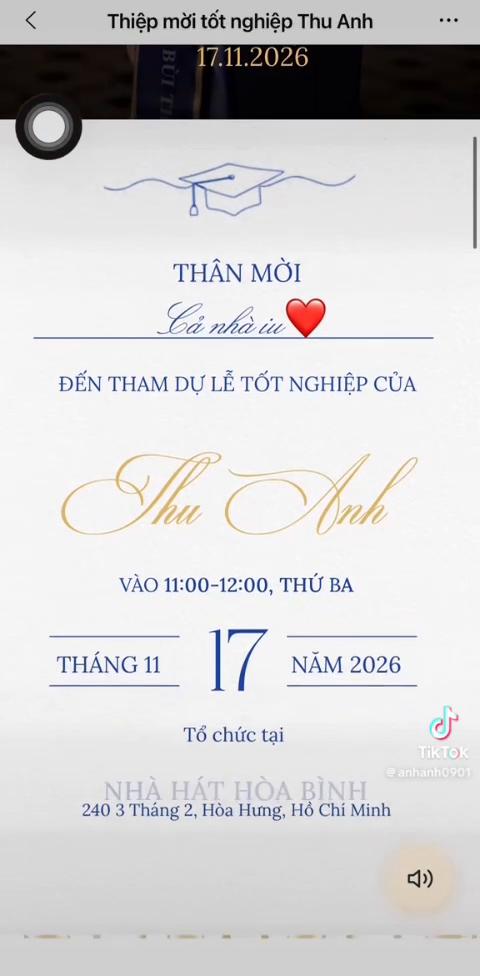 Thiệp mời tốt nghiệp Thu Anh
17.11.2026
BÙI TH
THÂN MỜI
Cả nhà iu❤️
ĐẾN THAM DỰ LỄ TỐT NGHIỆP CỦA
Thu Anh
VÀO 11:00-12:00, THỨ BA
THÁNG 11
17
NĂM 2026
Tổ chức tại
NHÀ HÁT HÒA BÌNH
240 3 Tháng 2, Hòa Hưng, Hồ Chí Minh
TikTok
@anhanh0901